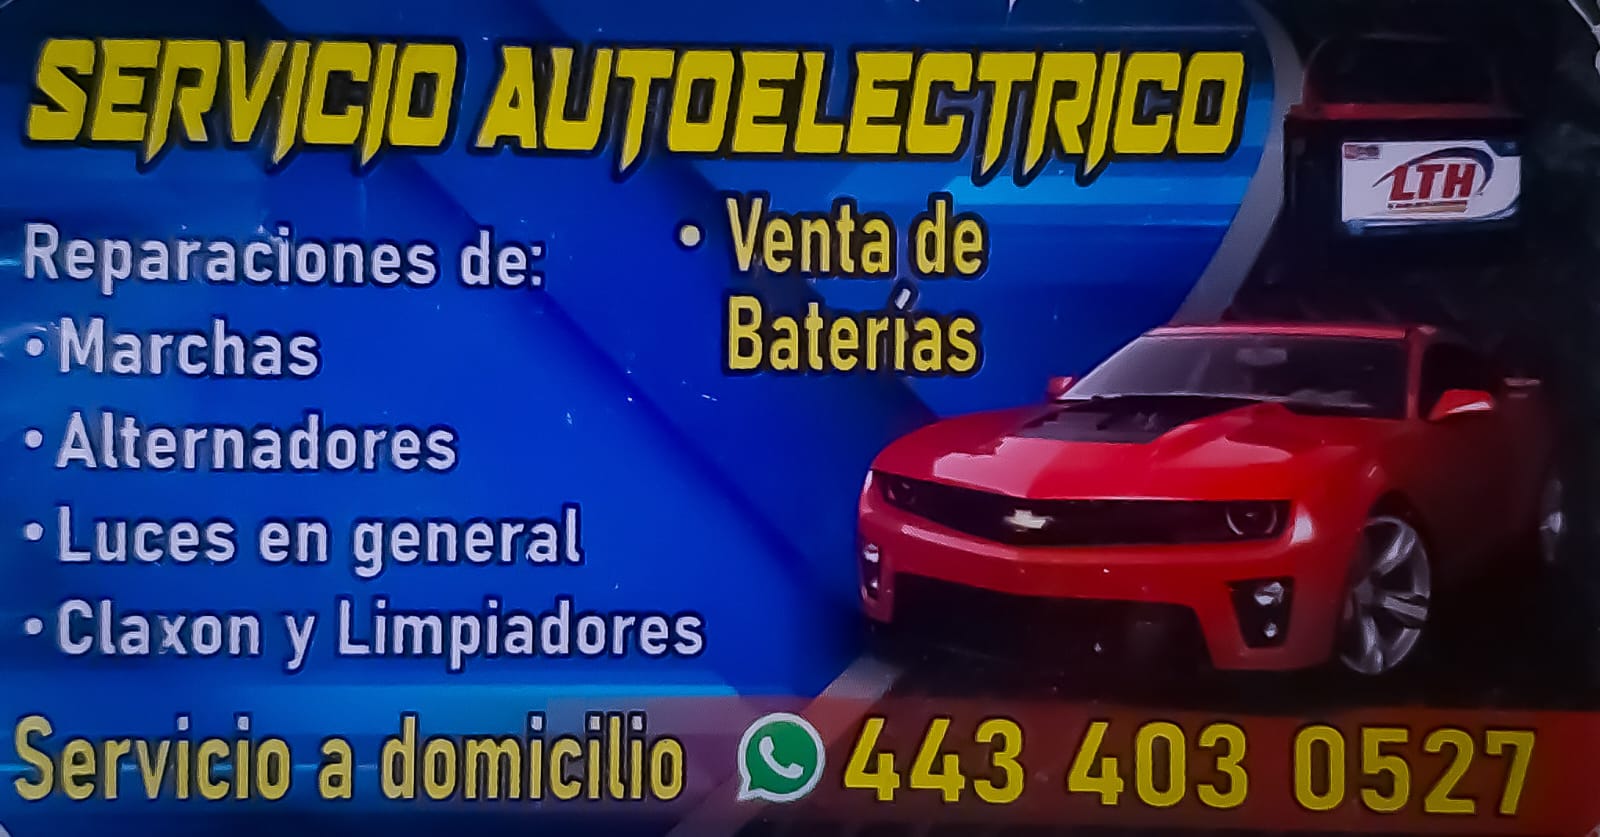 SERVICIO AUTOELECTRICO
LTH
Reparaciones de:
• Marchas
• Alternadores
• Luces en general
• Claxon y Limpiadores
• Venta de
Baterías
Servicio a domicilio 443 403 0527